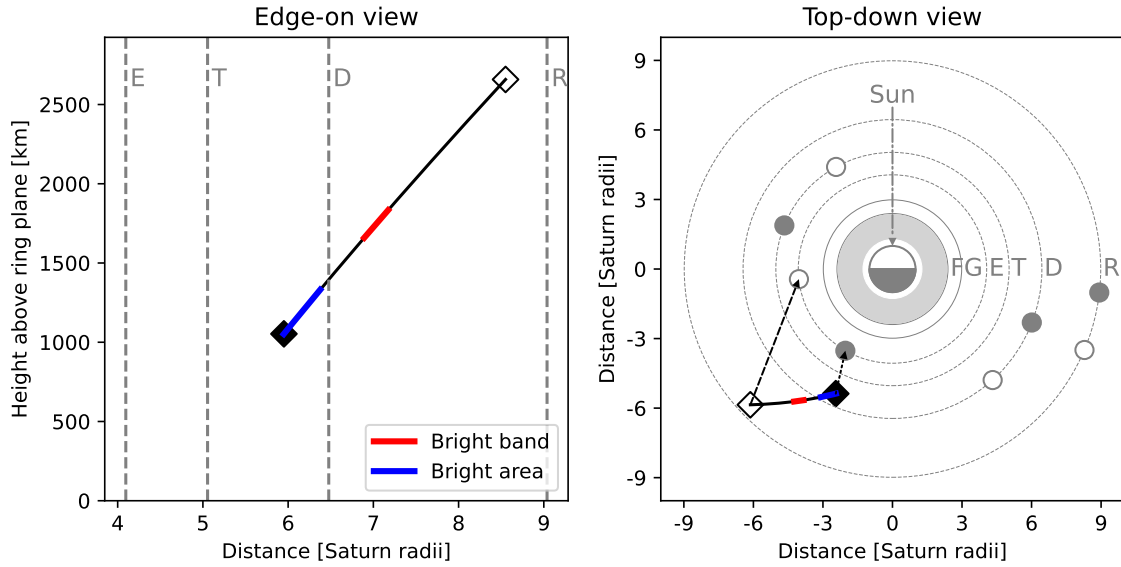 Edge-on view
Height above ring plane [km]
2500
2000
1500
1000
500
0
E
T
D
R
Bright band
Bright area
4
5
6
7
8
9
Distance [Saturn radii]
Top-down view
Distance [Saturn radii]
9
6
3
0
-3
-6
-9
Sun
F G E T D R
-9
-6
-3
0
3
6
9
Distance [Saturn radii]